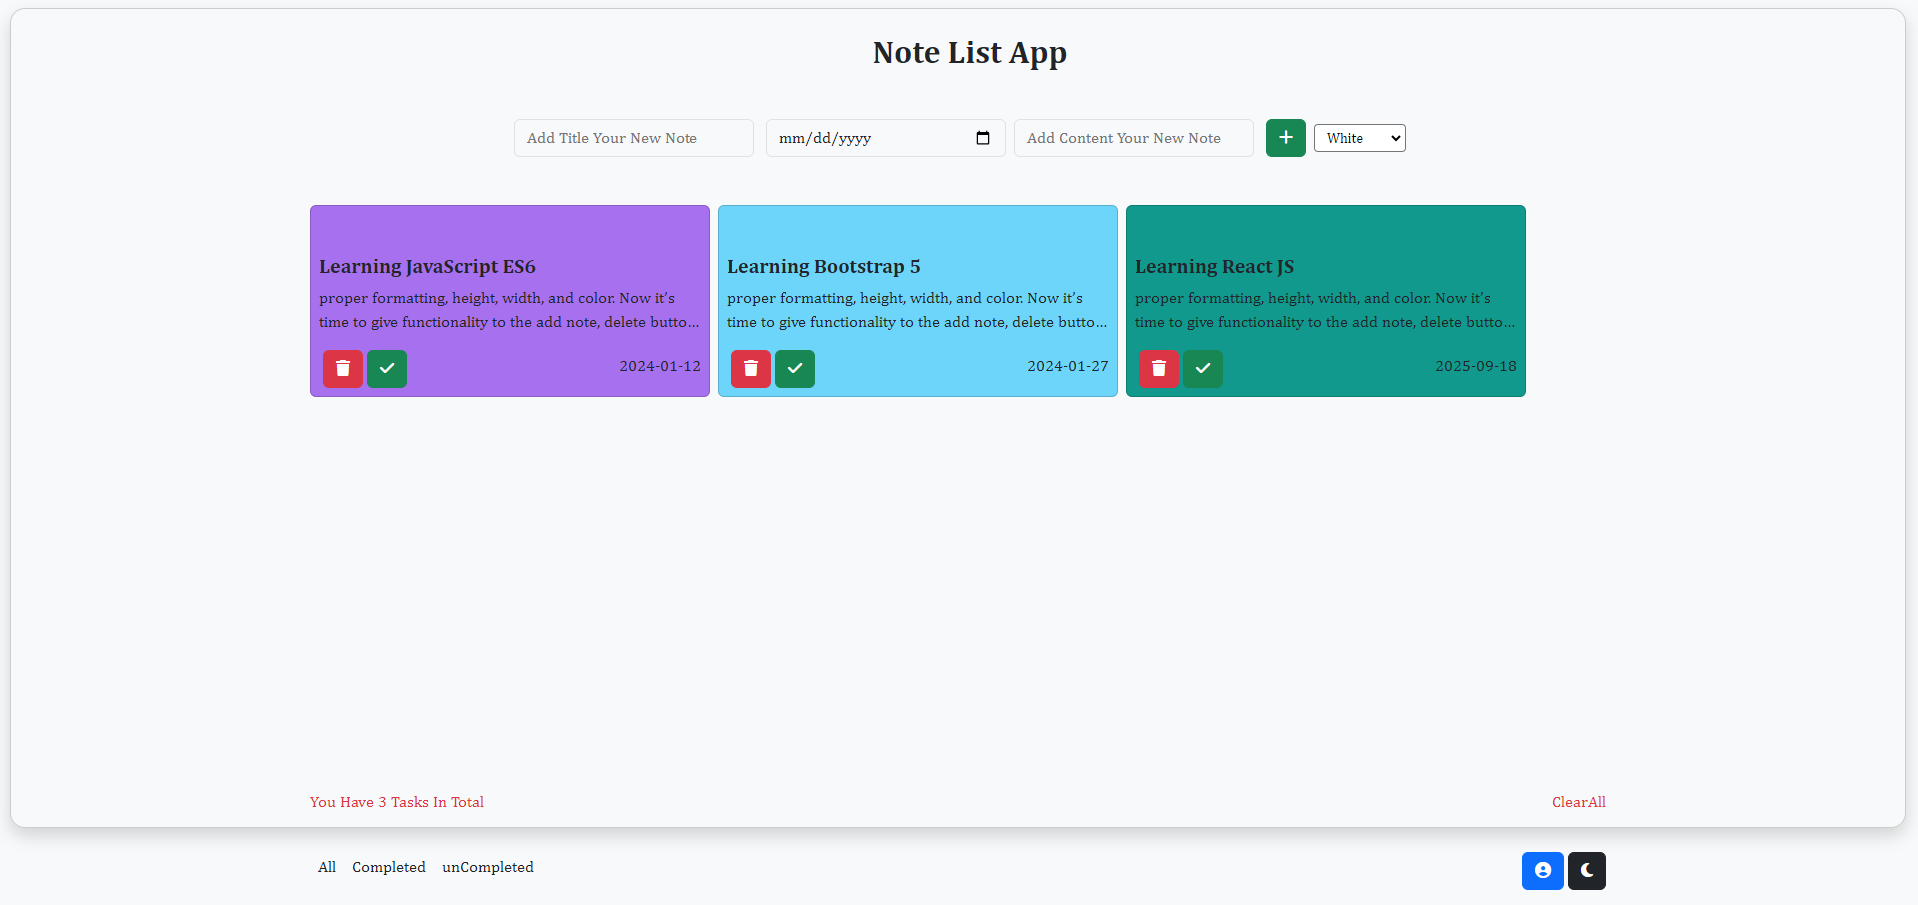 Note List App
Add Title Your New Note
mm/dd/yyyy
Add Content Your New Note
White
Learning JavaScript ES6
proper formatting, height, width, and color. Now it’s
time to give functionality to the add note, delete butto...
2024-01-12
Learning Bootstrap 5
proper formatting, height, width, and color. Now it’s
time to give functionality to the add note, delete butto...
2024-01-27
Learning React JS
proper formatting, height, width, and color. Now it’s
time to give functionality to the add note, delete butto...
2025-09-18
You Have 3 Tasks In Total
ClearAll
All
Completed
unCompleted